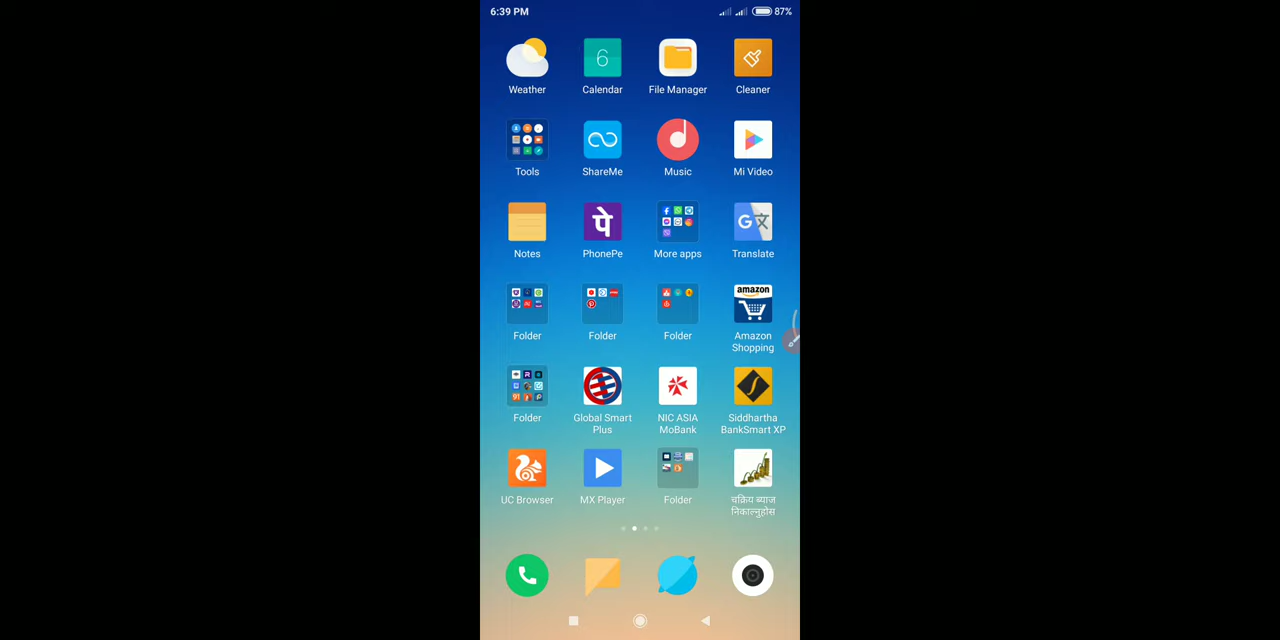 6:39 PM
87%
Weather
Calendar
File Manager
Cleaner
6
Tools
ShareMe
Music
Mi Video
Notes
पे
PhonePe
More apps
G
Translate
Folder
Folder
Folder
amazon
Amazon
Shopping
Folder
Global Smart
Plus
NIC ASIA
MoBank
Siddhartha
BankSmart XP
UC Browser
MX Player
Folder
चक्रिय ब्याज
निकाल्नुहोस